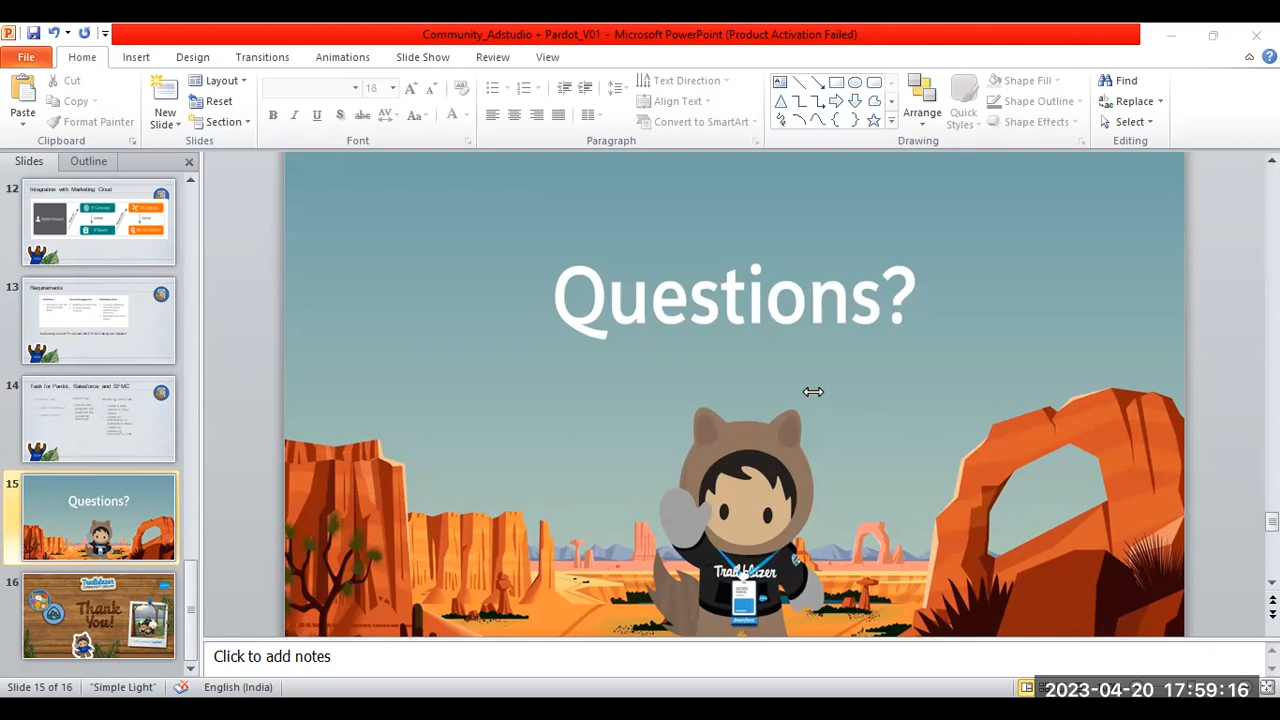 Community_Adstudio + Pardot_V01 - Microsoft PowerPoint (Product Activation Failed)
File Home Insert Design Transitions Animations Slide Show Review View
Paste Cut Copy Format Painter Clipboard
New Slide Layout Reset Section Slides
18
B I U S abc AV Aa A Font
Text Direction Align Text Convert to SmartArt Paragraph
Arrange Quick Styles Shape Fill Shape Outline Shape Effects Drawing
Find Replace Select Editing
Slides Outline
12 Integration with Marketing Cloud
13 Requirements
14 Task for Pardot, Salesforce and SFMC
15 Questions?
16 Trailblazer
Thank You!
Questions?
Trailblazer
Click to add notes
Slide 15 of 16 "Simple Light" English (India)
2023-04-20 17:59:16